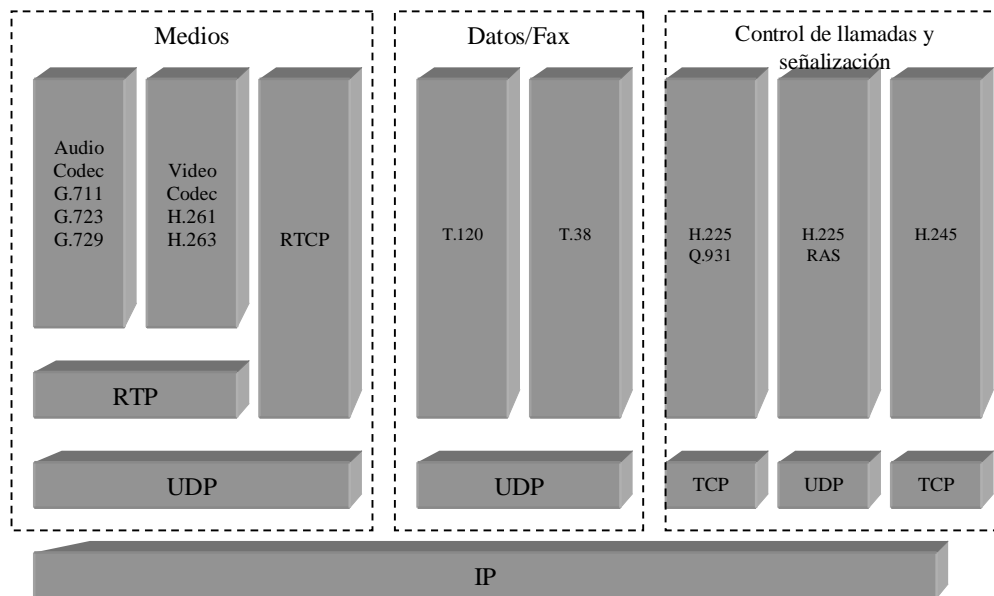 Medios
Audio
Codec
G.711
G.723
G.729
Video
Codec
H.261
H.263
RTCP
RTP
UDP
Datos/Fax
T.120
T.38
UDP
Control de llamadas y
señalización
H.225
Q.931
H.225
RAS
H.245
TCP
UDP
TCP
IP